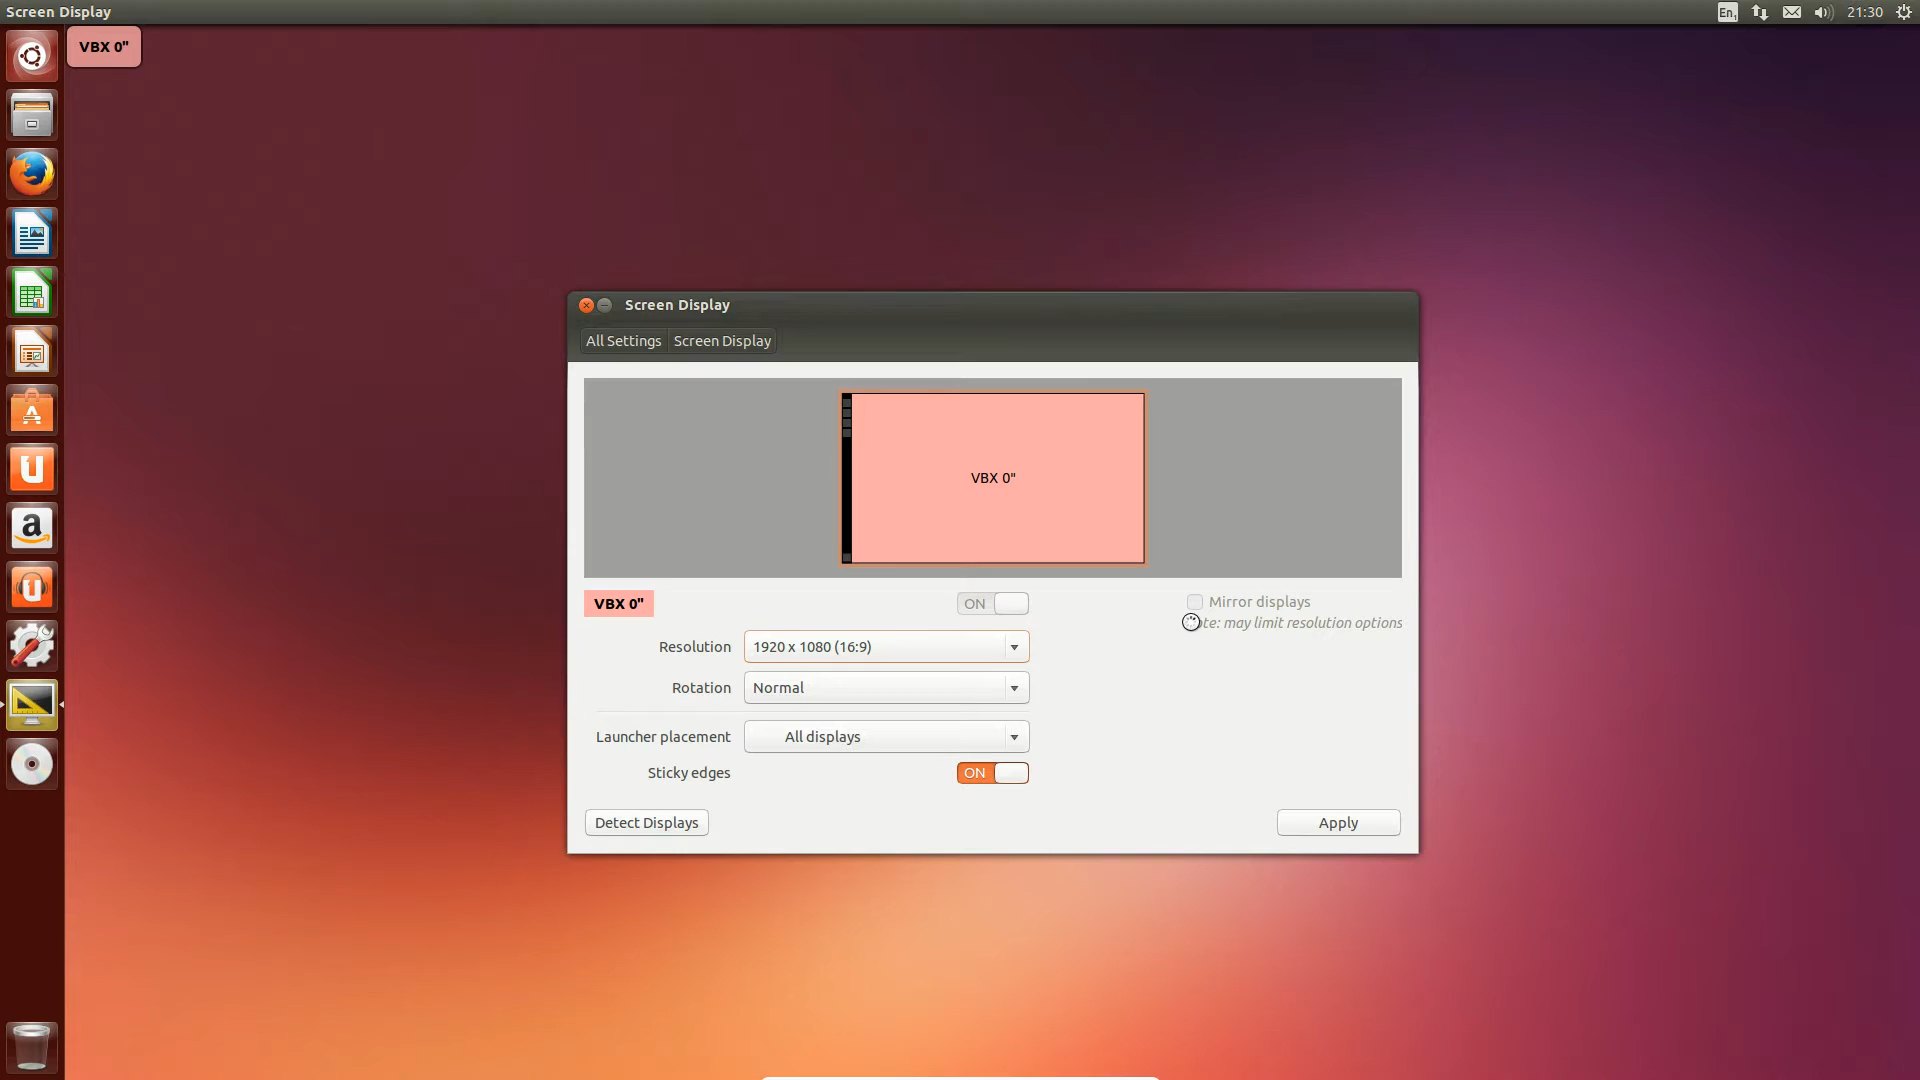 Screen Display
En1
21:30
VBX 0"
Screen Display
All Settings
Screen Display
VBX 0"
VBX 0"
ON
Mirror displays
te: may limit resolution options
Resolution
1920 x 1080 (16:9)
Rotation
Normal
Launcher placement
All displays
Sticky edges
ON
Detect Displays
Apply